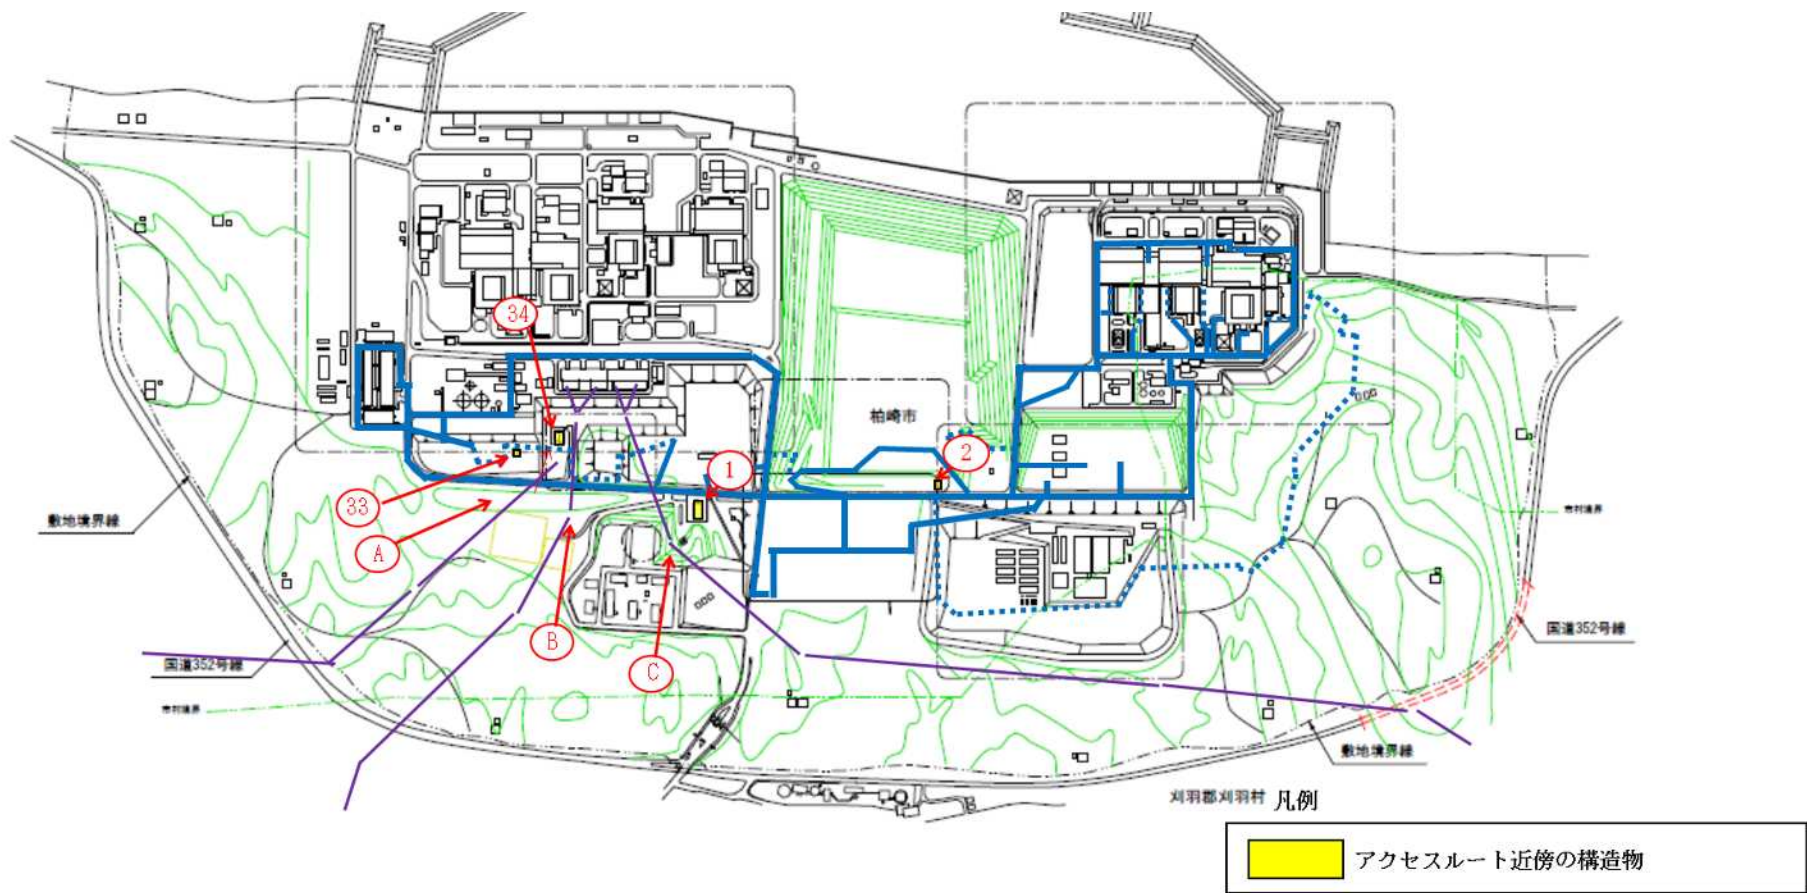 34
柏崎市
2
1
33
A
市村境界
敷地境界線
B
国道352号線
C
国道352号線
市村境界
敷地境界線
刈羽郡刈羽村
凡例
アクセスルート近傍の構造物